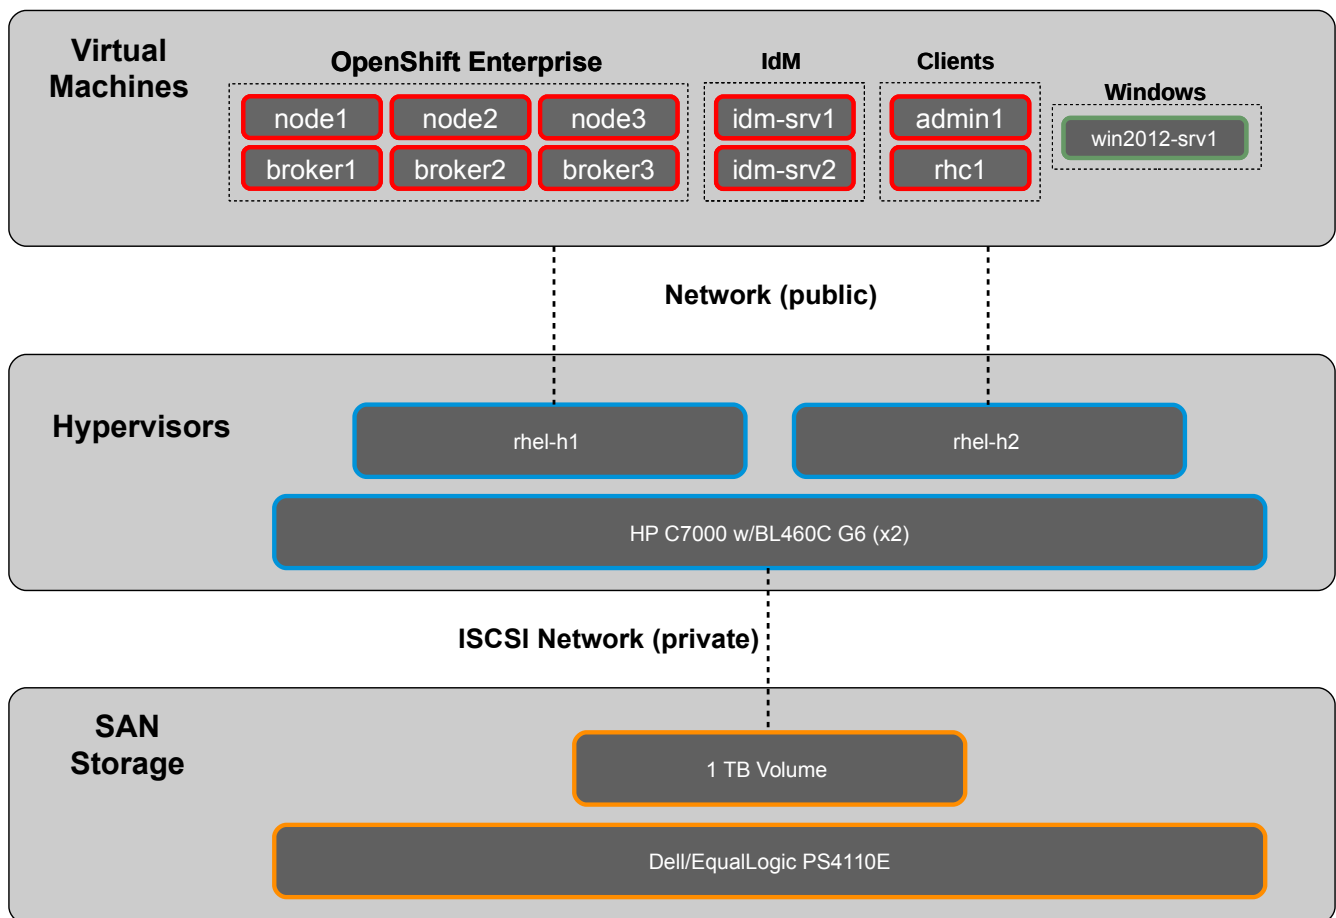 Virtual
Machines
OpenShift Enterprise
IdM
Clients
Windows
node1
node2
node3
broker1
broker2
broker3
idm-srv1
idm-srv2
admin1
rhc1
win2012-srv1
Network (public)
Hypervisors
rhel-h1
rhel-h2
HP C7000 w/BL460C G6 (x2)
ISCSI Network (private)
SAN
Storage
1 TB Volume
Dell/EqualLogic PS4110E